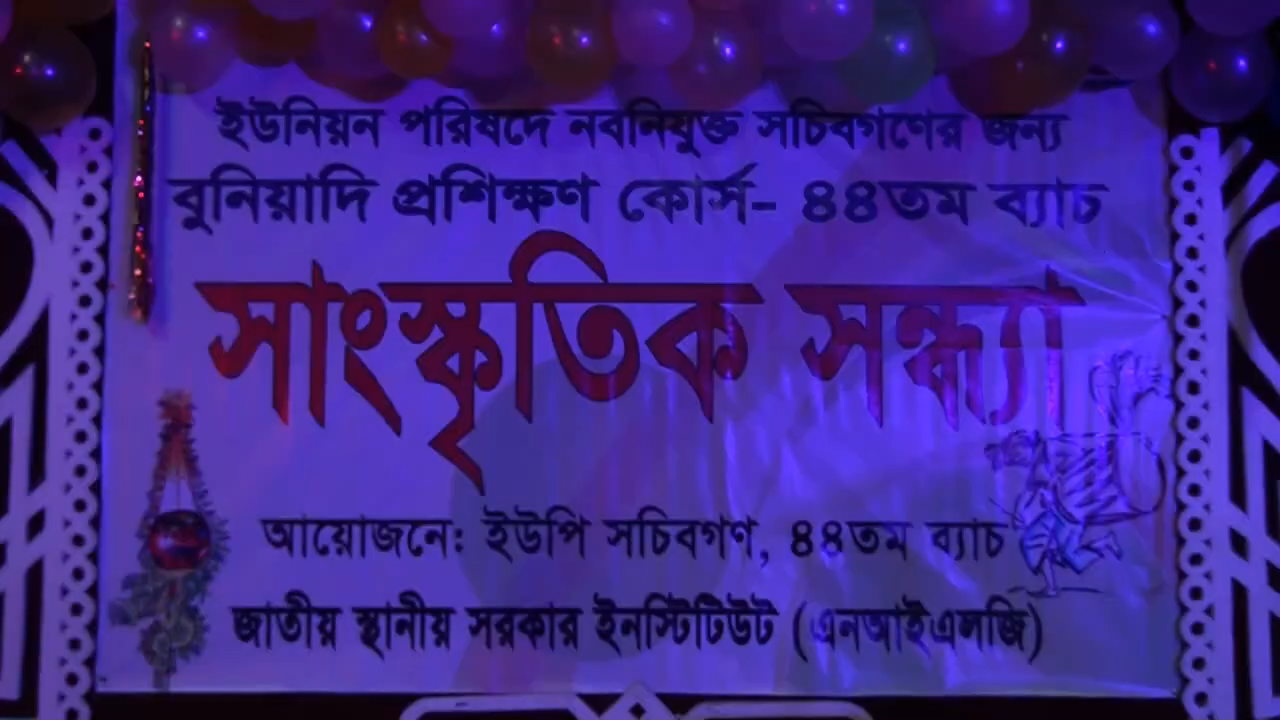 ইউনিয়ন পরিষদে নবনিযুক্ত সচিবগণের জন্য
বুনিয়াদি প্রশিক্ষণ কোর্স- ৪৪তম ব্যাচ
সাংস্কৃতিক সন্ধ্যা
আয়োজনে: ইউপি সচিবগণ, ৪৪তম ব্যাচ
জাতীয় স্থানীয় সরকার ইনস্টিটিউট (এনআইএলজি)